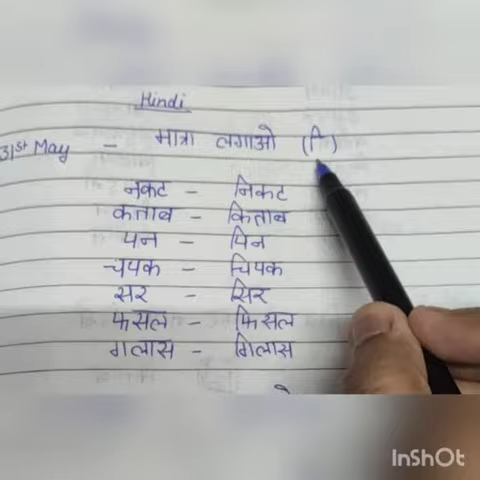 Hindi
31st May - मात्रा लगाओ (ि)
नकट - निकट
कताब - किताब
पन - पिन
चपक - चिपक
सर - सिर
फसल - फिसल
गलास - गिलास
InShOt